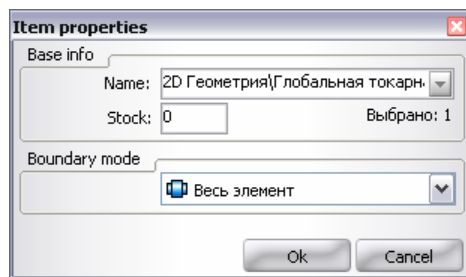 Item properties
Base info
Name: 2D Геометрия\Глобальная токарн
Stock: 0 Выбрано: 1
Boundary mode
Весь элемент
Ok Cancel